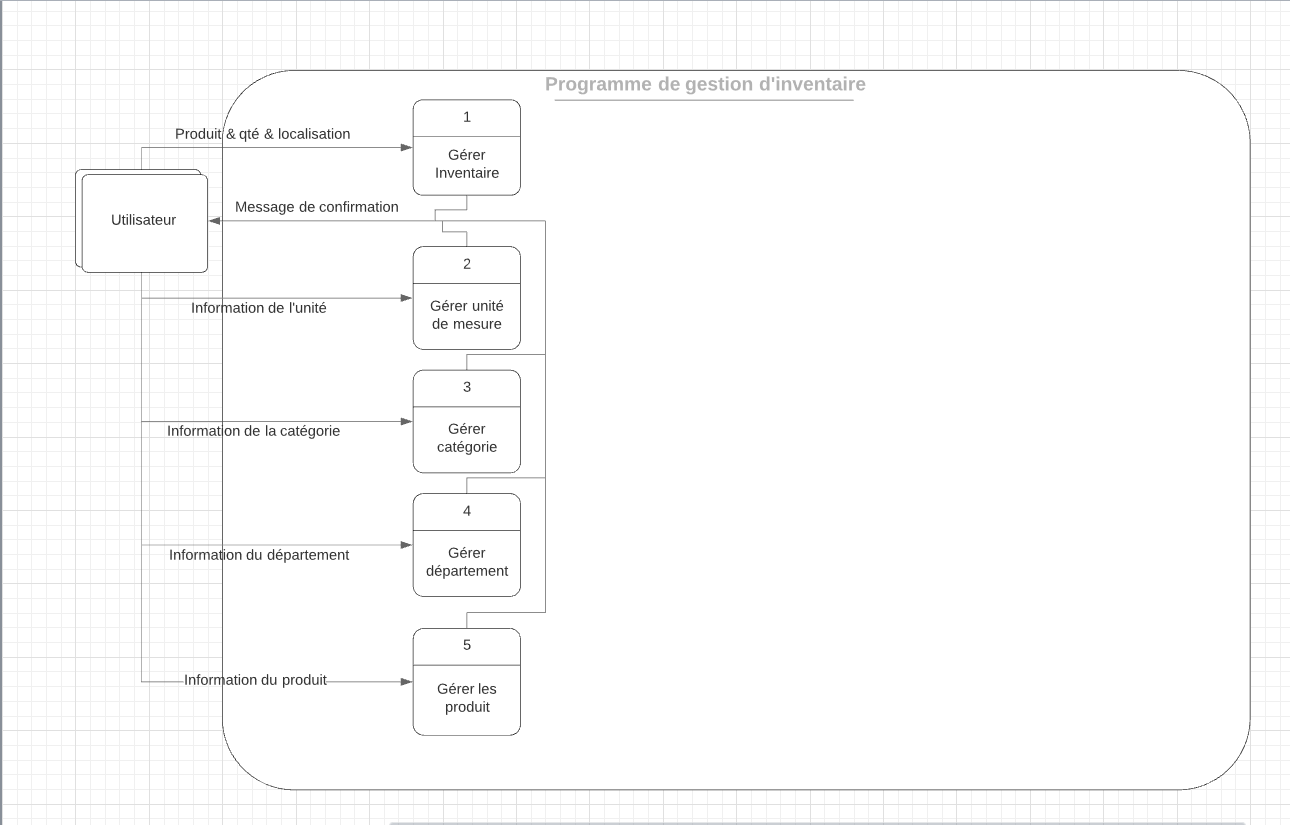 Programme de gestion d'inventaire
1
Produit & qté & localisation
Gérer
Inventaire
Message de confirmation
Utilisateur
2
Information de l'unité
Gérer unité
de mesure
3
Information de la catégorie
Gérer
catégorie
4
Information du département
Gérer
département
5
Information du produit
Gérer les
produit